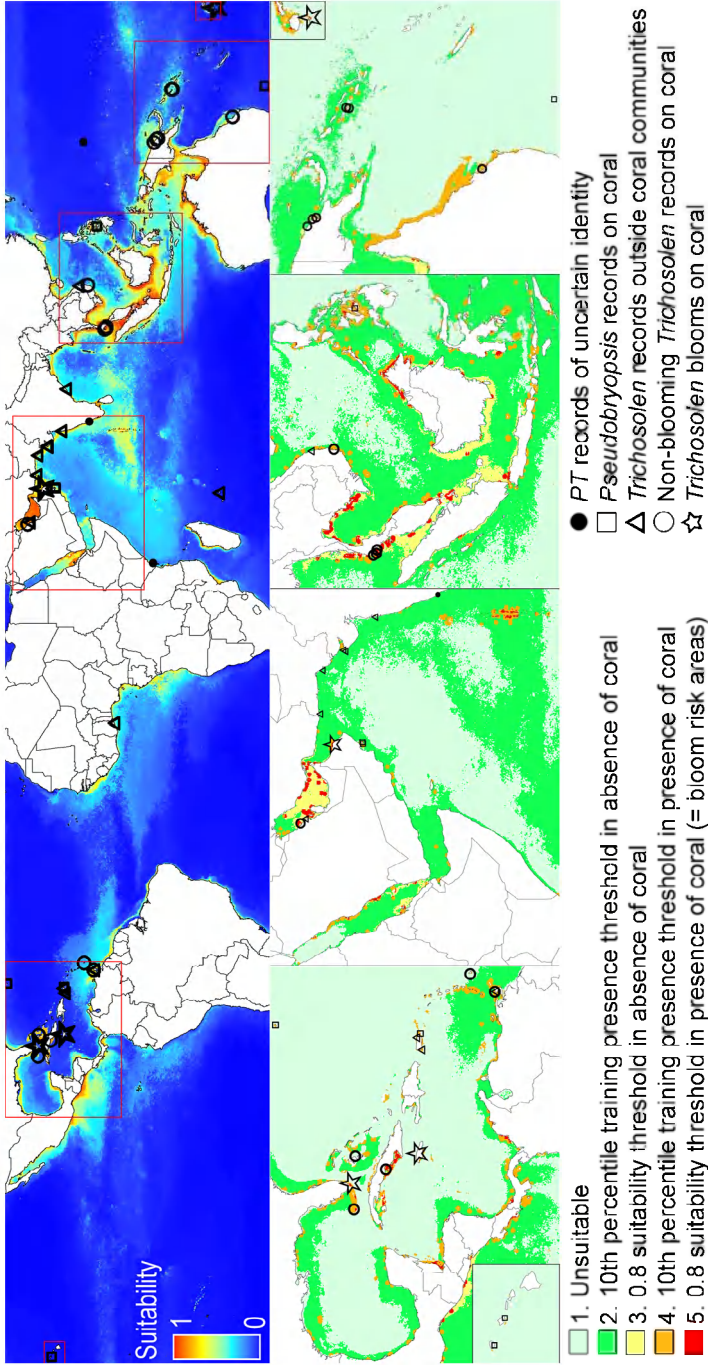 Suitability
1
0
1. Unsuitable
2. 10th percentile training presence threshold in absence of coral
3. 0.8 suitability threshold in absence of coral
4. 10th percentile training presence threshold in presence of coral
5. 0.8 suitability threshold in presence of coral (= bloom risk areas)
PT records of uncertain identity
Pseudobryopsis records on coral
Trichosolen records outside coral communities
Non-blooming Trichosolen records on coral
Trichosolen blooms on coral